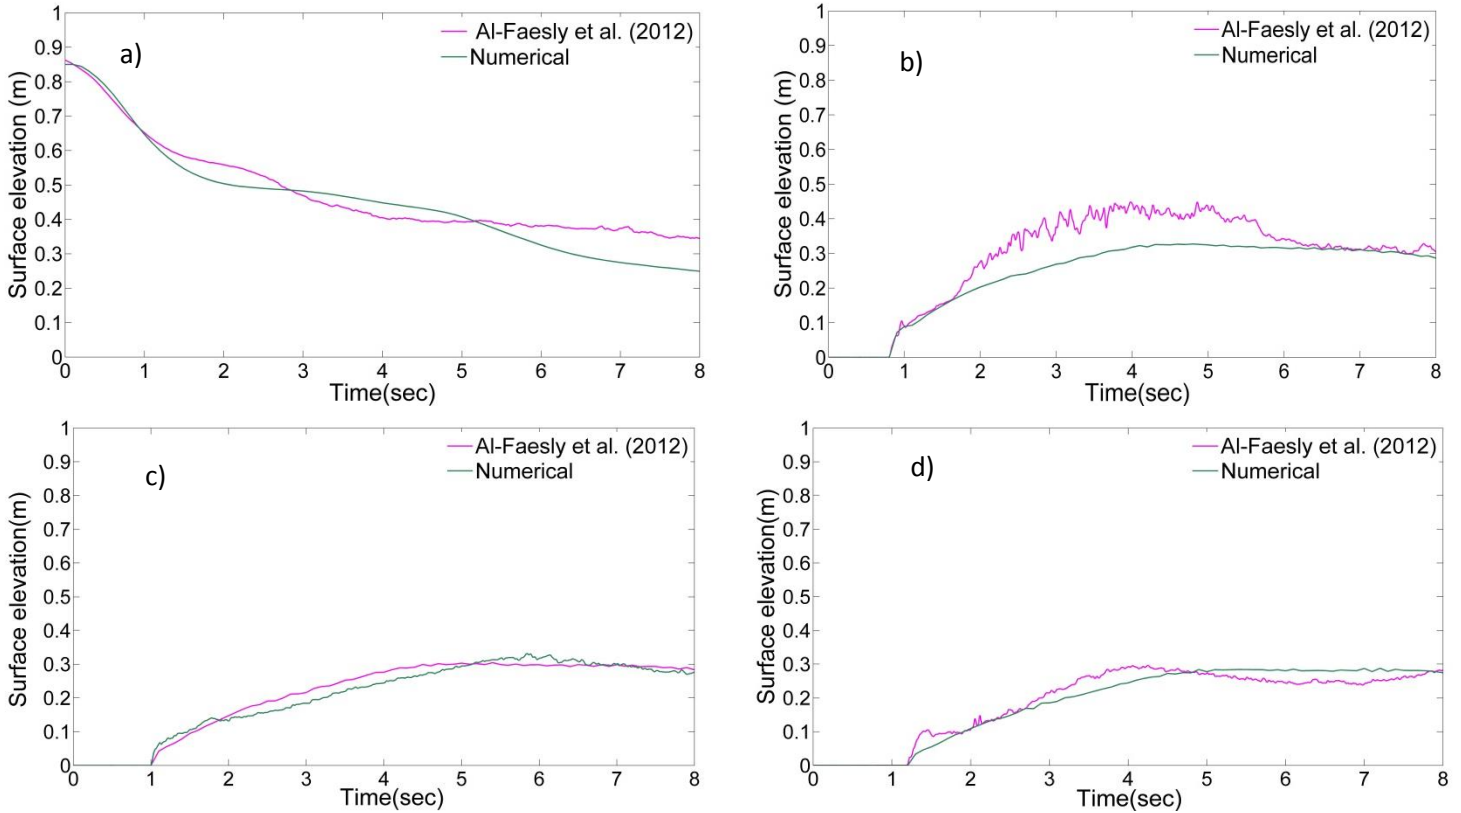 a)
Al-Faesly et al. (2012)
Numerical
Surface elevation (m)
1
0.9
0.8
0.7
0.6
0.5
0.4
0.3
0.2
0.1
0
0 1 2 3 4 5 6 7 8
Time(sec)
b)
Al-Faesly et al. (2012)
Numerical
Surface elevation (m)
1
0.9
0.8
0.7
0.6
0.5
0.4
0.3
0.2
0.1
0
1 2 3 4 5 6 7 8
Time(sec)
c)
Al-Faesly et al. (2012)
Numerical
Surface elevation(m)
1
0.9
0.8
0.7
0.6
0.5
0.4
0.3
0.2
0.1
0
0 1 2 3 4 5 6 7 8
Time(sec)
d)
Al-Faesly et al. (2012)
Numerical
Surface elevation(m)
1
0.9
0.8
0.7
0.6
0.5
0.4
0.3
0.2
0.1
0
0 1 2 3 4 5 6 7 8
Time(sec)